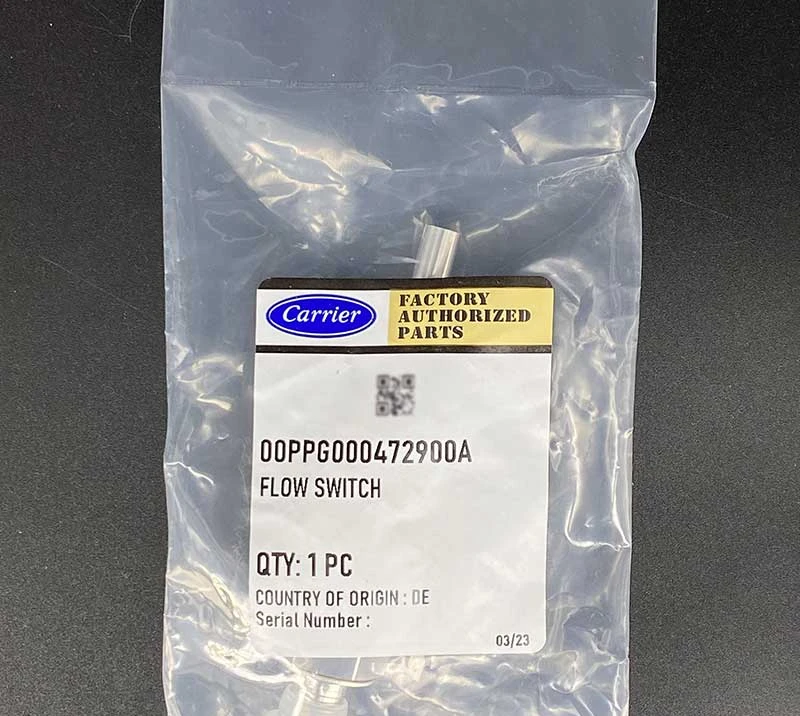 Carrier
FACTORY
AUTHORIZED
PARTS
00PPG000472900A
FLOW SWITCH
QTY: 1 PC
COUNTRY OF ORIGIN : DE
Serial Number :
03/23